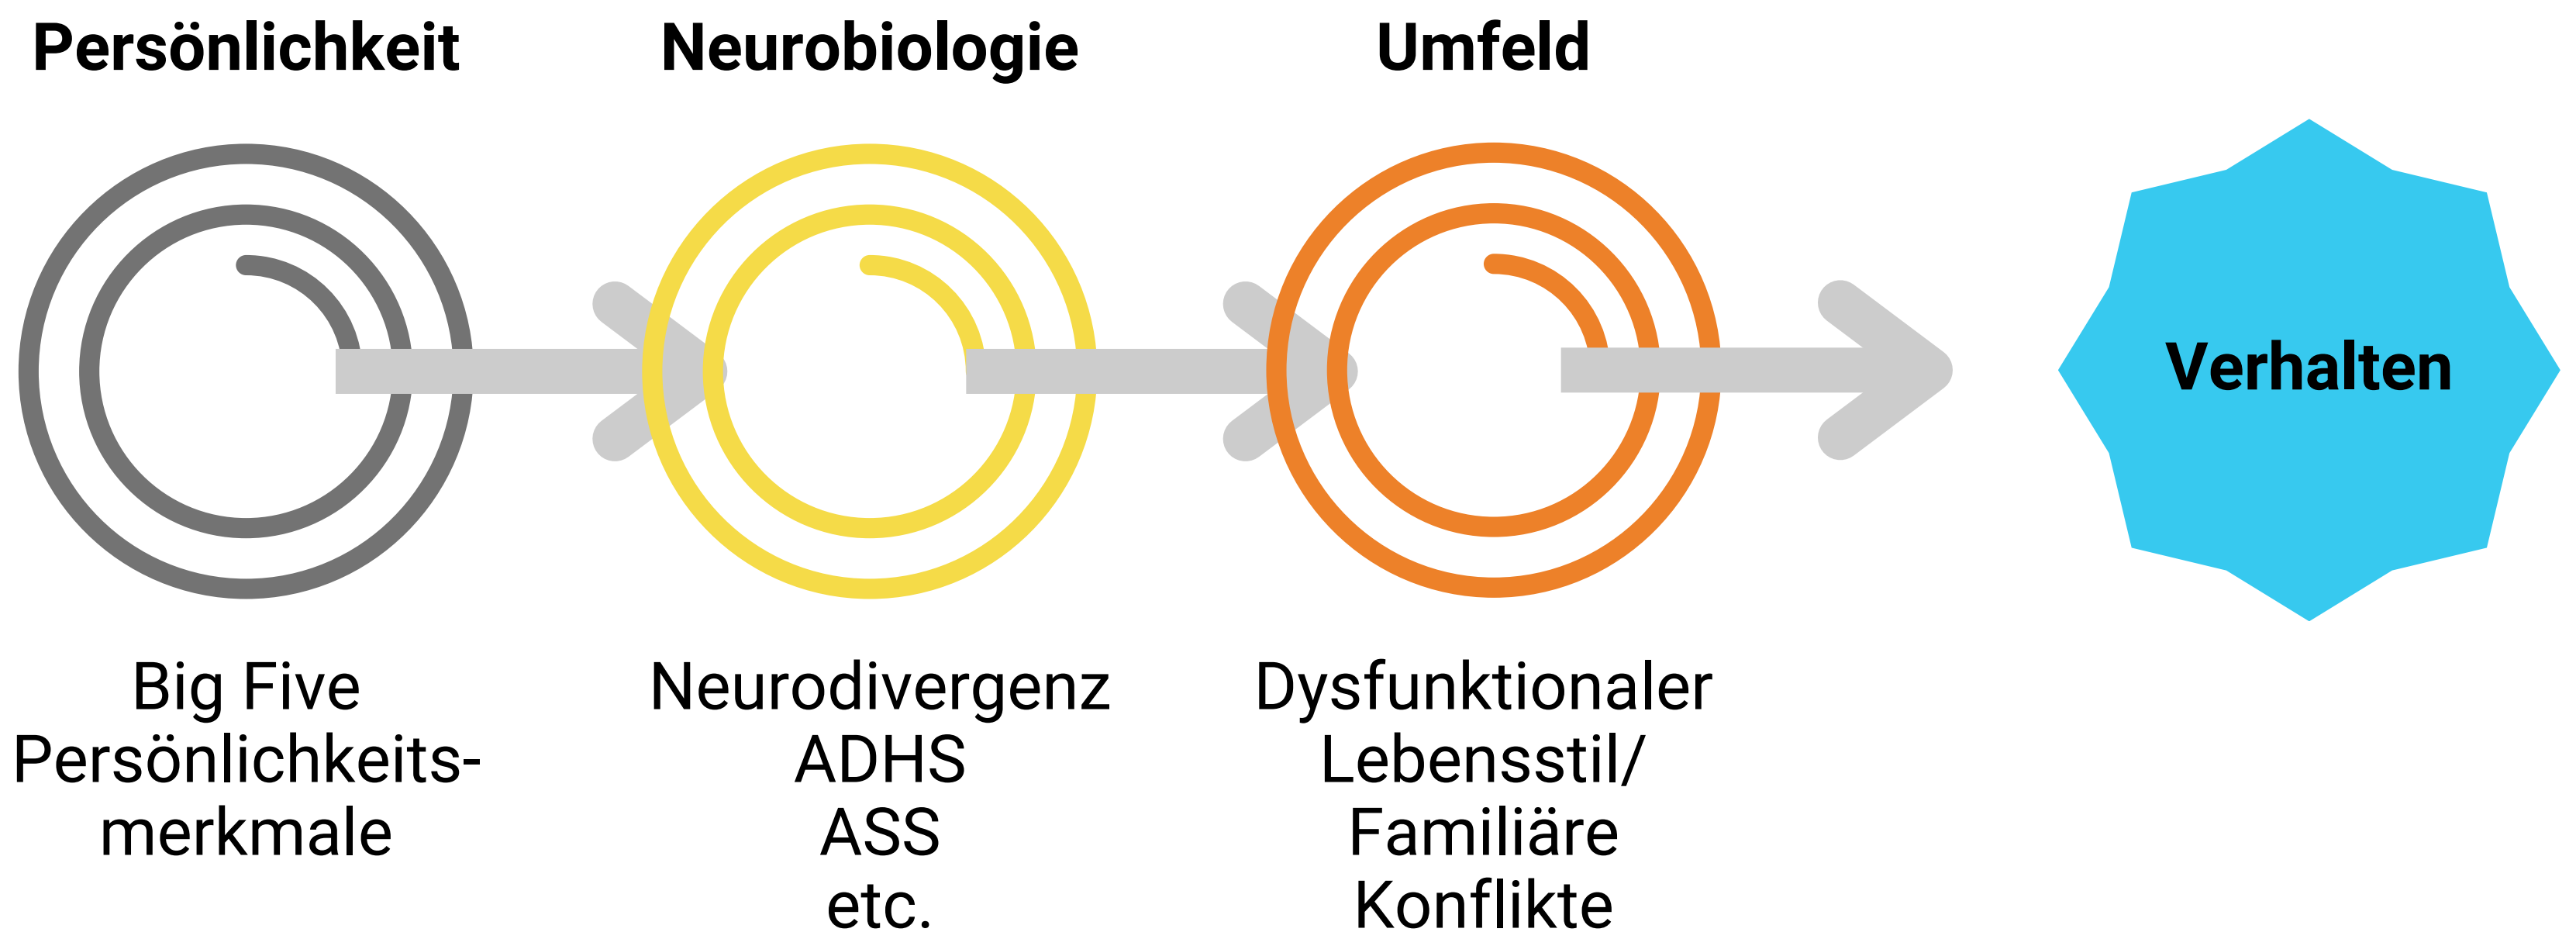 Persönlichkeit
Neurobiologie
Umfeld
Verhalten
Big Five
Persönlichkeits-
merkmale
Neurodivergenz
ADHS
ASS
etc.
Dysfunktionaler
Lebensstil/
Familiäre
Konflikte